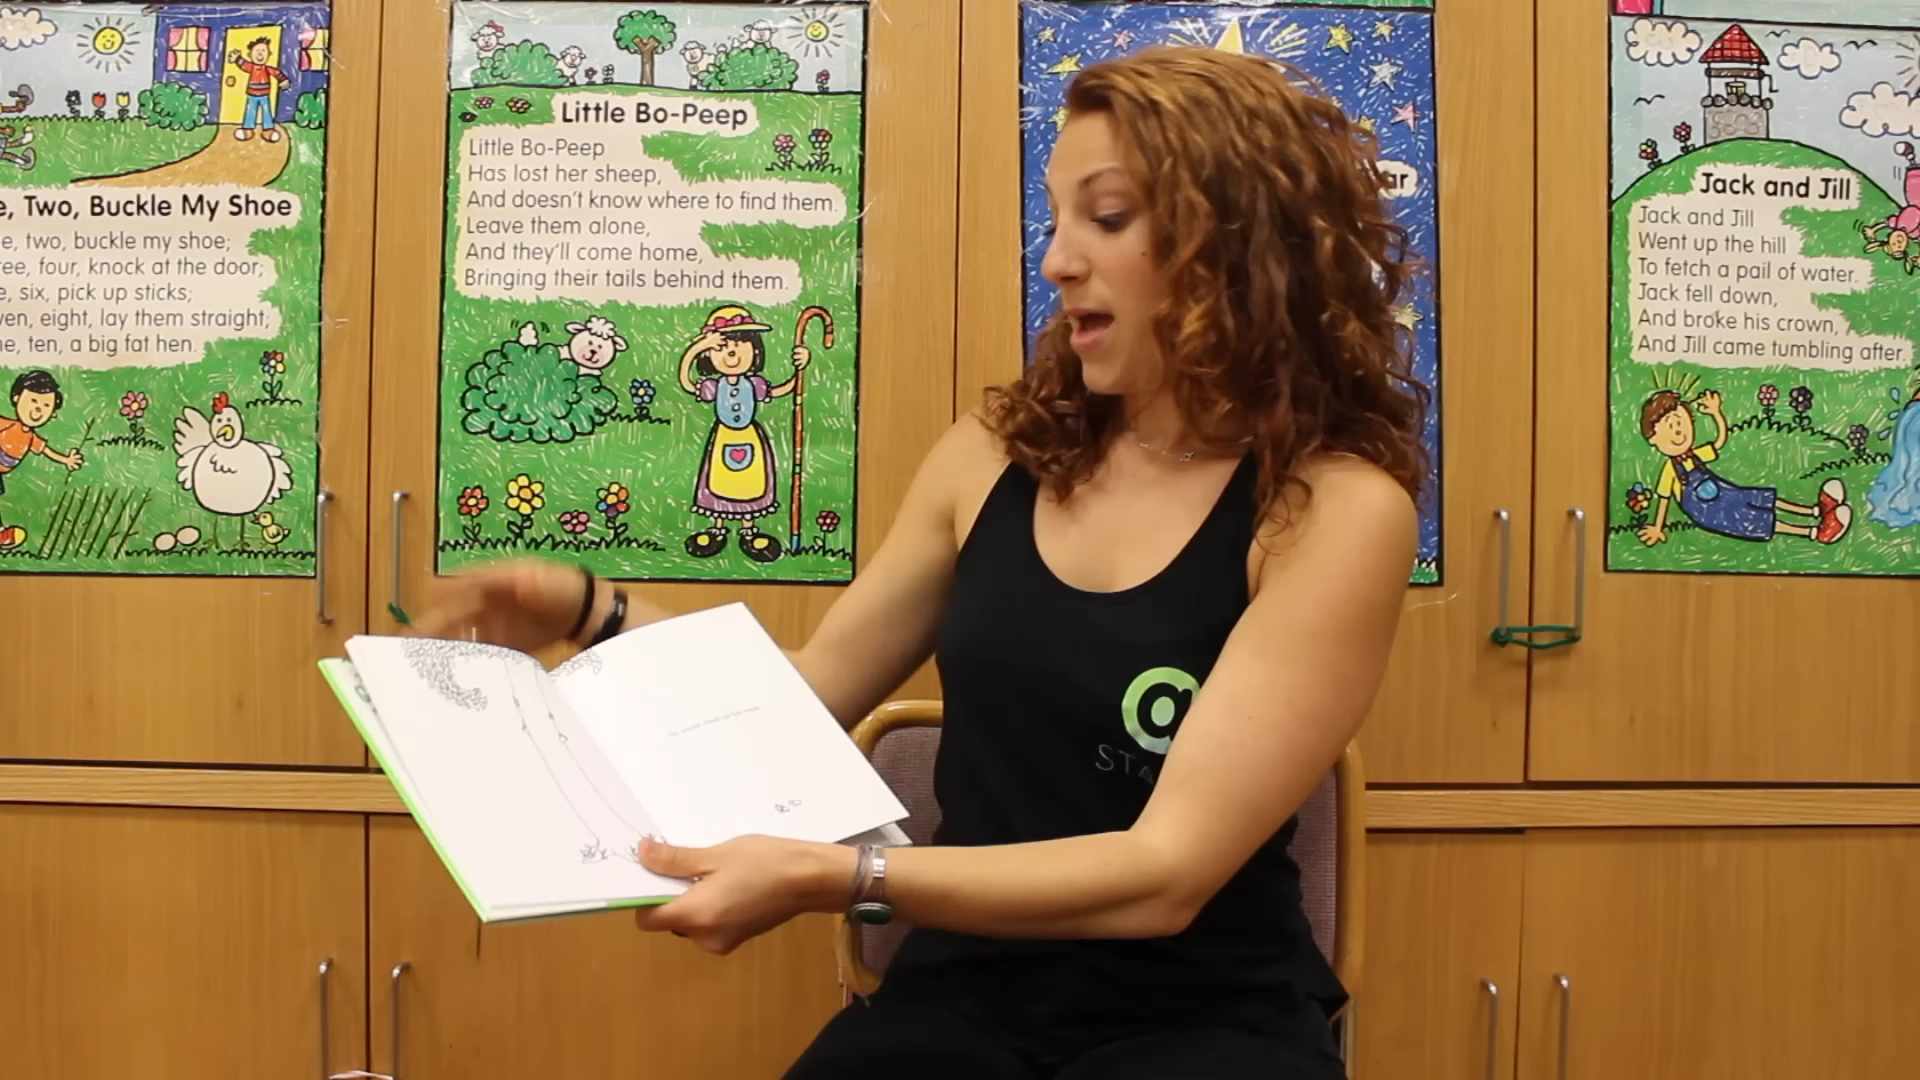 Two, Buckle My Shoe
two, buckle my shoe;
four, knock at the door;
six, pick up sticks;
eight, lay them straight;
ten, a big fat hen.
Little Bo-Peep
Little Bo-Peep
Has lost her sheep,
And doesn't know where to find them.
Leave them alone,
And they'll come home,
Bringing their tails behind them.
Jack and Jill
Jack and Jill
Went up the hill
To fetch a pail of water.
Jack fell down,
And broke his crown,
And Jill came tumbling after.
@